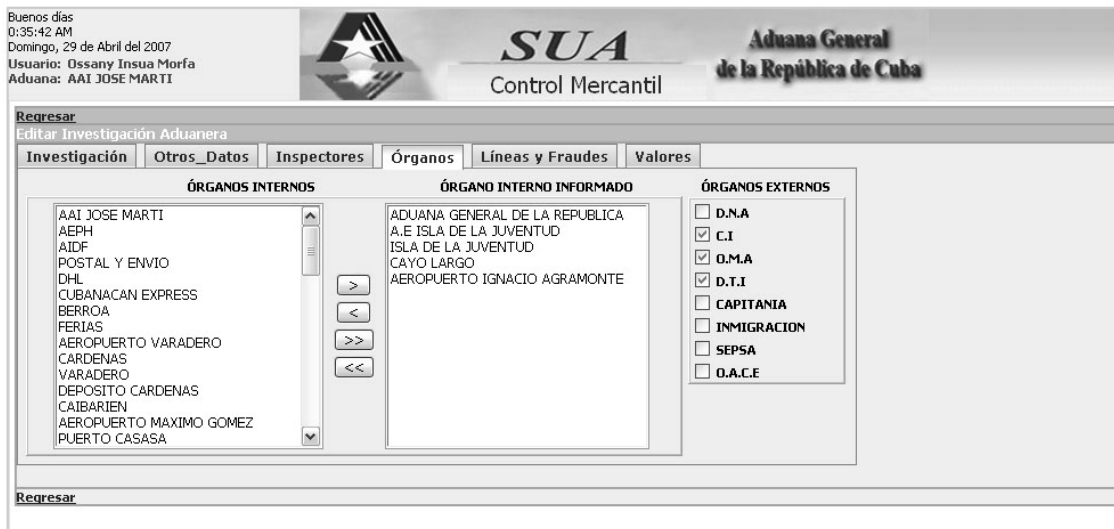 Buenos días
0:35:42 AM
Domingo, 29 de Abril del 2007
Usuario: Ossany Insua Morfa
Aduana: AAI JOSE MARTI
SUA
Control Mercantil
Aduana General
de la República de Cuba
Regresar
Editar Investigación Aduanera
Investigación Otros_Datos Inspectores Órganos Líneas y Fraudes Valores
ÓRGANOS INTERNOS
AAI JOSE MARTI
AEPH
AIDF
POSTAL Y ENVIO
DHL
CUBANACAN EXPRESS
BERROA
FERIAS
AEROPUERTO VARADERO
CARDENAS
VARADERO
DEPOSITO CARDENAS
CAIBARIEN
AEROPUERTO MAXIMO GOMEZ
PUERTO CASASA
>
<
>>
<<
ÓRGANO INTERNO INFORMADO
ADUANA GENERAL DE LA REPUBLICA
A.E ISLA DE LA JUVENTUD
ISLA DE LA JUVENTUD
CAYO LARGO
AEROPUERTO IGNACIO AGRAMONTE
ÓRGANOS EXTERNOS
D.N.A
C.I
O.M.A
D.T.I
CAPITANIA
INMIGRACION
SEPSA
O.A.C.E
Regresar